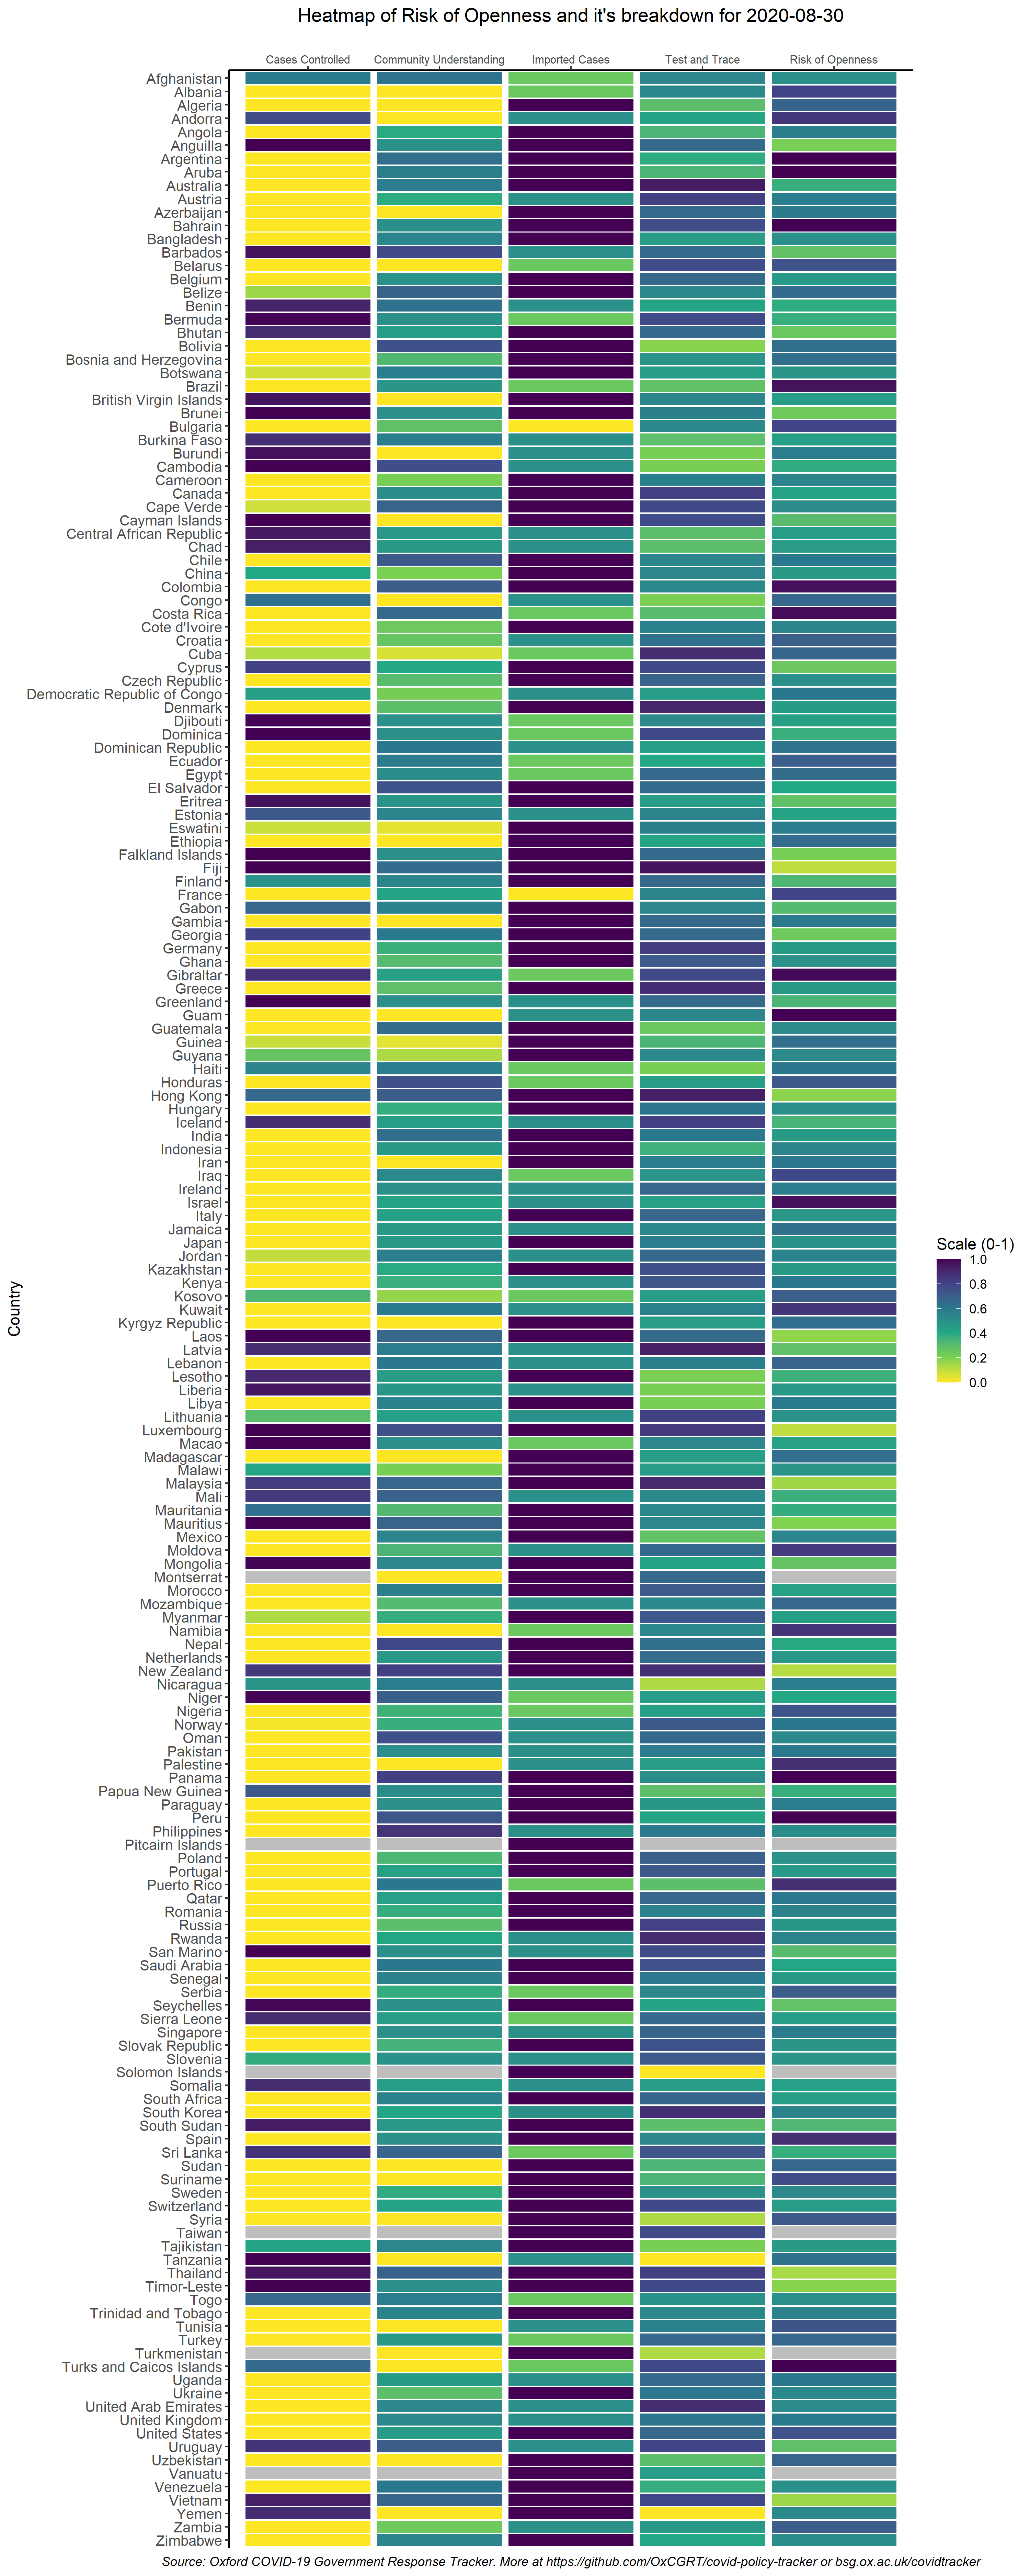 Heatmap of Risk of Openness and it's breakdown for 2020-08-30
Cases Controlled Community Understanding Imported Cases Test and Trace Risk of Openness
Afghanistan
Albania
Algeria
Andorra
Angola
Anguilla
Argentina
Aruba
Australia
Austria
Azerbaijan
Bahrain
Bangladesh
Barbados
Belarus
Belgium
Belize
Benin
Bermuda
Bhutan
Bolivia
Bosnia and Herzegovina
Botswana
Brazil
British Virgin Islands
Brunei
Bulgaria
Burkina Faso
Burundi
Cambodia
Cameroon
Canada
Cape Verde
Cayman Islands
Central African Republic
Chad
Chile
China
Colombia
Congo
Costa Rica
Cote d'Ivoire
Croatia
Cuba
Cyprus
Czech Republic
Democratic Republic of Congo
Denmark
Djibouti
Dominica
Dominican Republic
Ecuador
Egypt
El Salvador
Eritrea
Estonia
Eswatini
Ethiopia
Falkland Islands
Fiji
Finland
France
Gabon
Gambia
Georgia
Germany
Ghana
Gibraltar
Greece
Greenland
Guam
Guatemala
Guinea
Guyana
Haiti
Honduras
Hong Kong
Hungary
Iceland
India
Indonesia
Iran
Iraq
Ireland
Israel
Italy
Jamaica
Japan
Jordan
Kazakhstan
Kenya
Kosovo
Kuwait
Kyrgyz Republic
Laos
Latvia
Lebanon
Lesotho
Liberia
Libya
Lithuania
Luxembourg
Macao
Madagascar
Malawi
Malaysia
Mali
Mauritania
Mauritius
Mexico
Moldova
Mongolia
Montserrat
Morocco
Mozambique
Myanmar
Namibia
Nepal
Netherlands
New Zealand
Nicaragua
Niger
Nigeria
Norway
Oman
Pakistan
Palestine
Panama
Papua New Guinea
Paraguay
Peru
Philippines
Pitcairn Islands
Poland
Portugal
Puerto Rico
Qatar
Romania
Russia
Rwanda
San Marino
Saudi Arabia
Senegal
Serbia
Seychelles
Sierra Leone
Singapore
Slovak Republic
Slovenia
Solomon Islands
Somalia
South Africa
South Korea
South Sudan
Spain
Sri Lanka
Sudan
Suriname
Sweden
Switzerland
Syria
Taiwan
Tajikistan
Tanzania
Thailand
Timor-Leste
Togo
Trinidad and Tobago
Tunisia
Turkey
Turkmenistan
Turks and Caicos Islands
Uganda
Ukraine
United Arab Emirates
United Kingdom
United States
Uruguay
Uzbekistan
Vanuatu
Venezuela
Vietnam
Yemen
Zambia
Zimbabwe
Country
Scale (0-1)
1.0
0.8
0.6
0.4
0.2
0.0
Source: Oxford COVID-19 Government Response Tracker. More at https://github.com/OxCGRT/covid-policy-tracker or bsg.ox.ac.uk/covidtracker